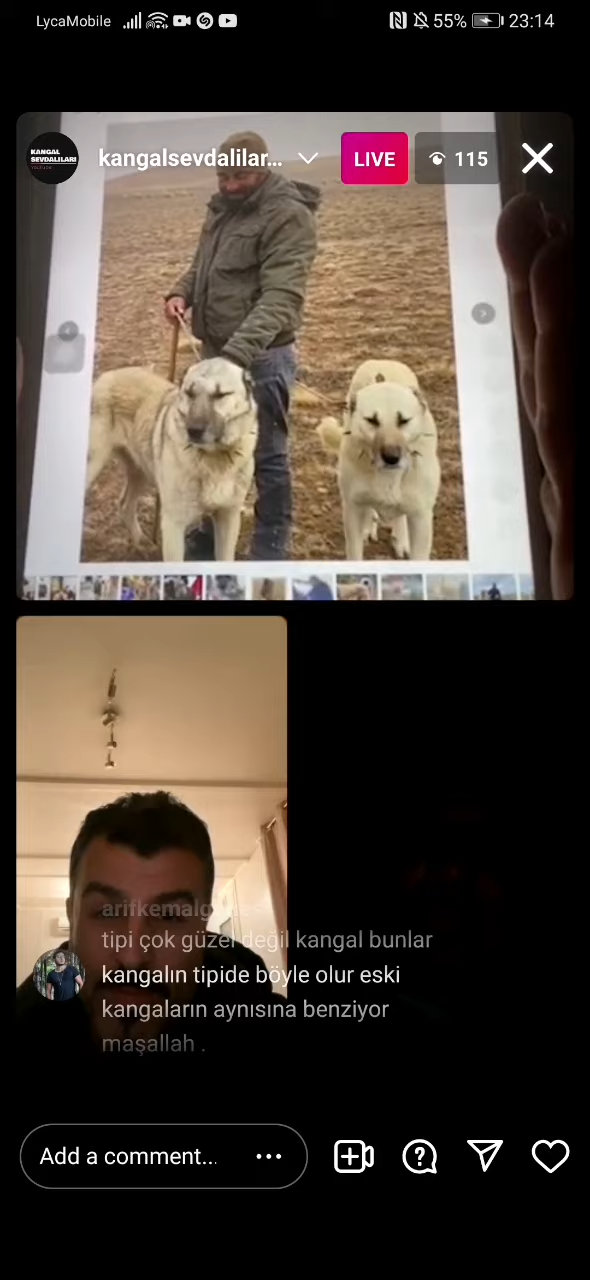 LycaMobile 55% 23:14
KANGAL
SEVDALILARI
YOUTUBE
kangalsevdalilar... LIVE 115
tipi çok güzel değil kangal bunlar
kangalın tipide böyle olur eski
kangaların aynısına benziyor
maşallah .
Add a comment...